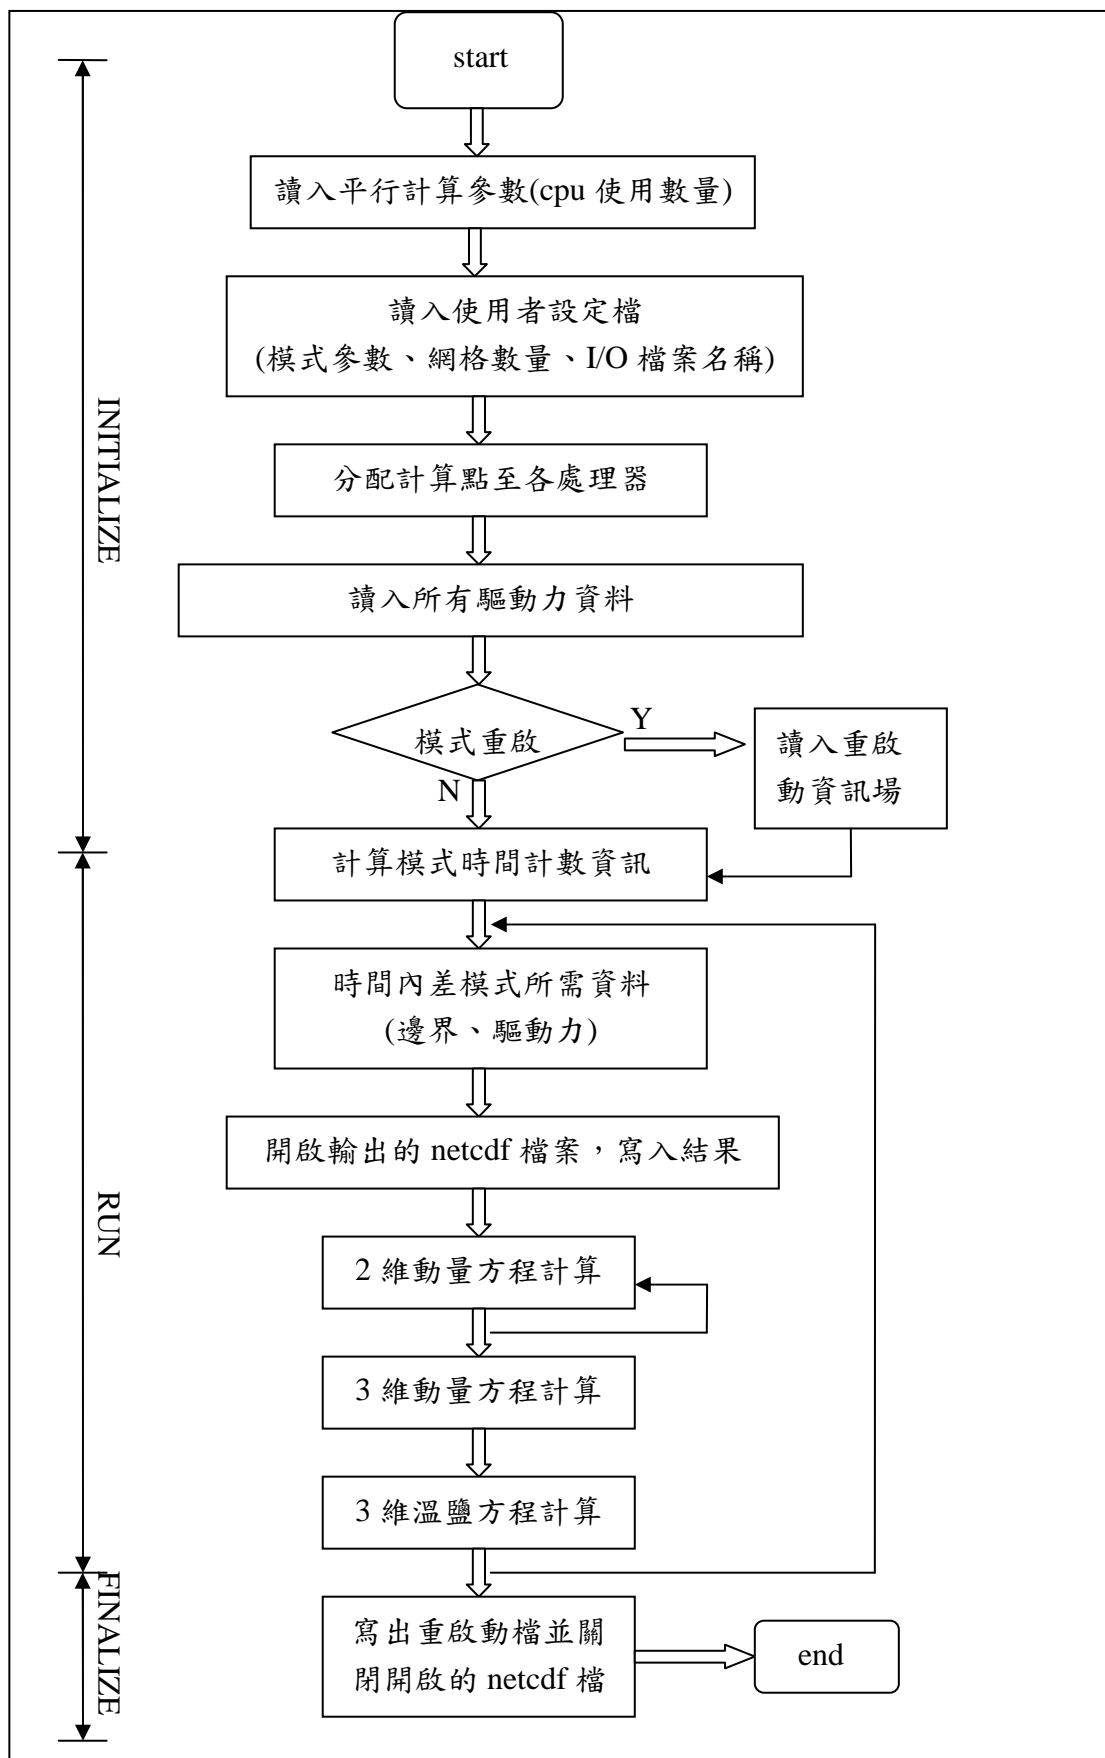 start
讀入平行計算參數(cpu 使用數量)
讀入使用者設定檔
(模式參數、網格數量、I/O 檔案名稱)
分配計算點至各處理器
讀入所有驅動力資料
模式重啟
Y
讀入重啟
動資訊場
N
INITIALIZE
計算模式時間計數資訊
時間內差模式所需資料
(邊界、驅動力)
開啟輸出的 netcdf 檔案，寫入結果
2 維動量方程計算
3 維動量方程計算
3 維溫鹽方程計算
RUN
寫出重啟動檔並關
閉開啟的 netcdf 檔
end
FINALIZE